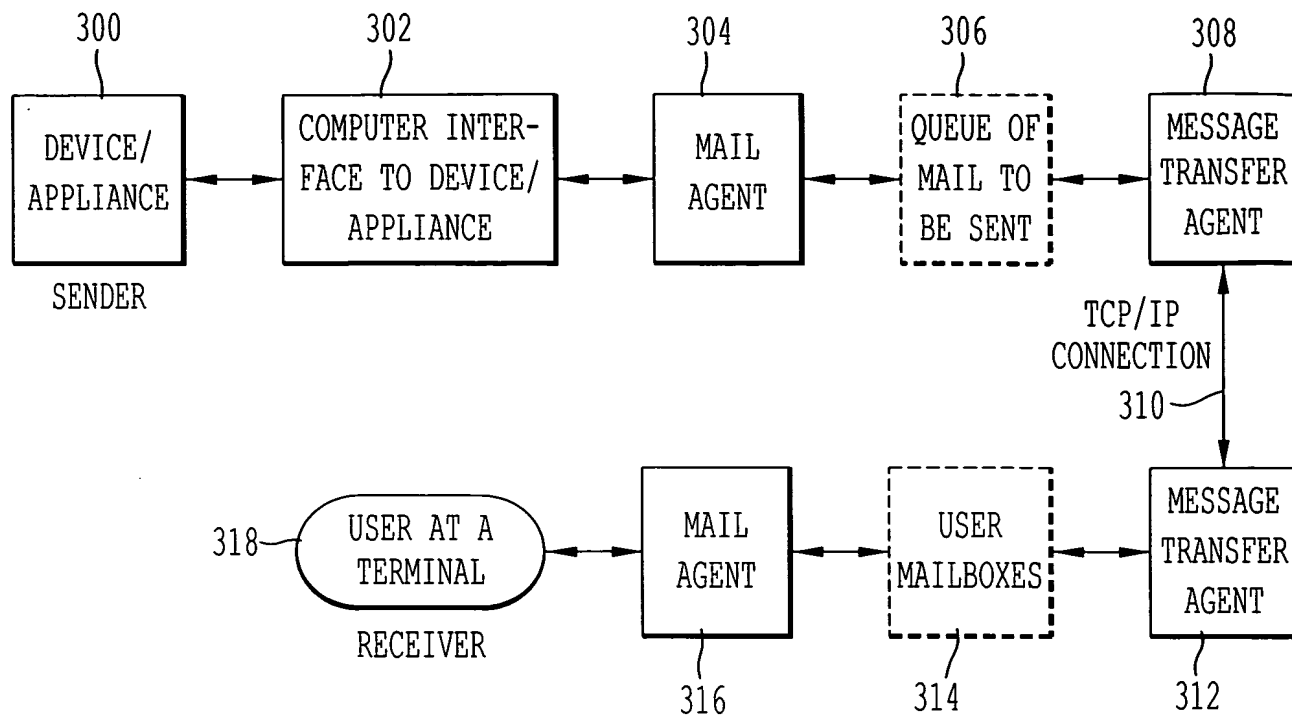 300
302
304
306
308
DEVICE/
APPLIANCE
COMPUTER INTER-
FACE TO DEVICE/
APPLIANCE
MAIL
AGENT
QUEUE OF
MAIL TO
BE SENT
MESSAGE
TRANSFER
AGENT
SENDER
TCP/IP
CONNECTION
310
318
USER AT A
TERMINAL
RECEIVER
MAIL
AGENT
USER
MAILBOXES
MESSAGE
TRANSFER
AGENT
316
314
312